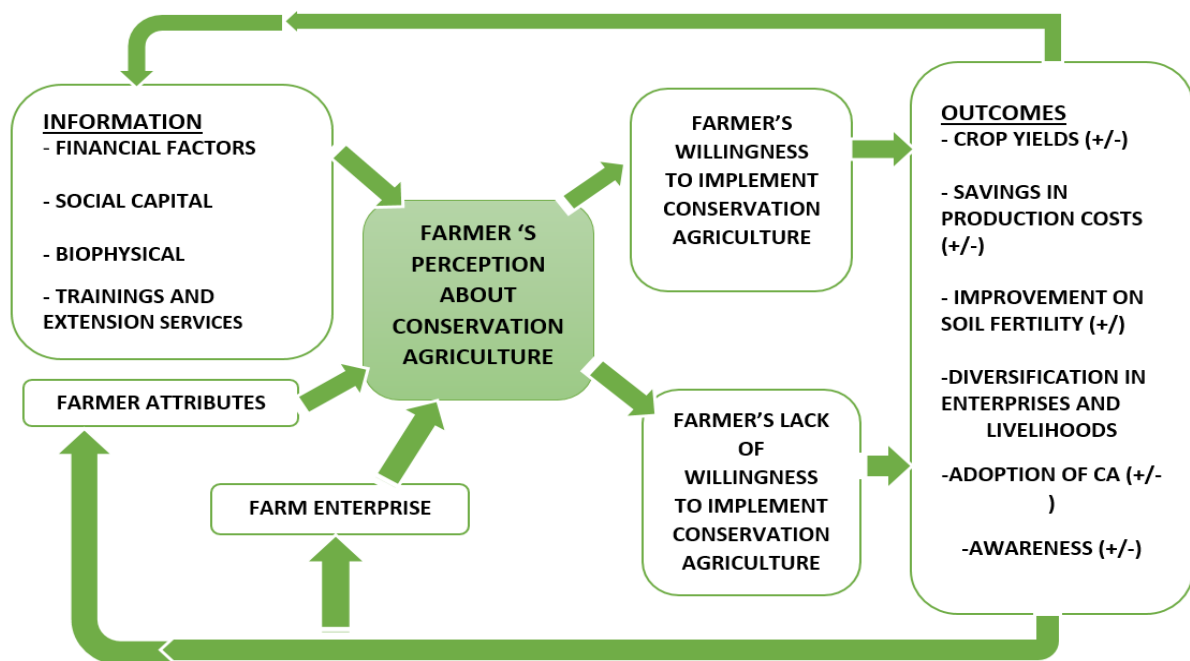 INFORMATION
- FINANCIAL FACTORS
- SOCIAL CAPITAL
- BIOPHYSICAL
- TRAININGS AND
EXTENSION SERVICES
FARMER ATTRIBUTES
FARM ENTERPRISE
FARMER ‘S
PERCEPTION
ABOUT
CONSERVATION
AGRICULTURE
FARMER’S
WILLINGNESS
TO IMPLEMENT
CONSERVATION
AGRICULTURE
FARMER’S LACK
OF
WILLINGNESS
TO IMPLEMENT
CONSERVATION
AGRICULTURE
OUTCOMES
- CROP YIELDS (+/-)
- SAVINGS IN
PRODUCTION COSTS
(+/-)
- IMPROVEMENT ON
SOIL FERTILITY (+/)
-DIVERSIFICATION IN
ENTERPRISES AND
LIVELIHOODS
-ADOPTION OF CA (+/-
)
-AWARENESS (+/-)